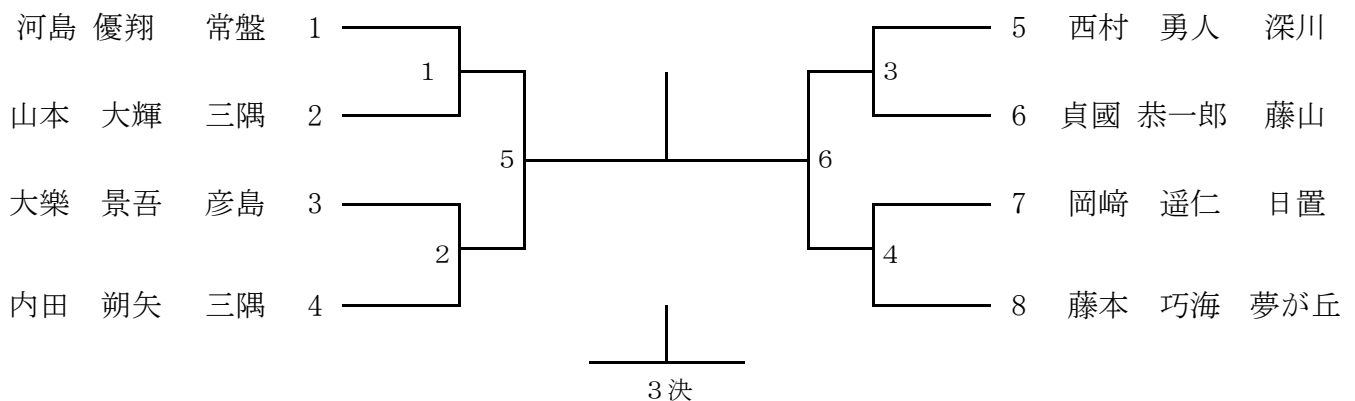 河島 優翔 常盤 1
5 西村 勇人 深川
1
3
山本 大輝 三隅 2
6 貞國 恭一郎 藤山
5
6
大樂 景吾 彦島 3
7 岡﨑 遥仁 日置
2
4
内田 朔矢 三隅 4
8 藤本 巧海 夢が丘
3決